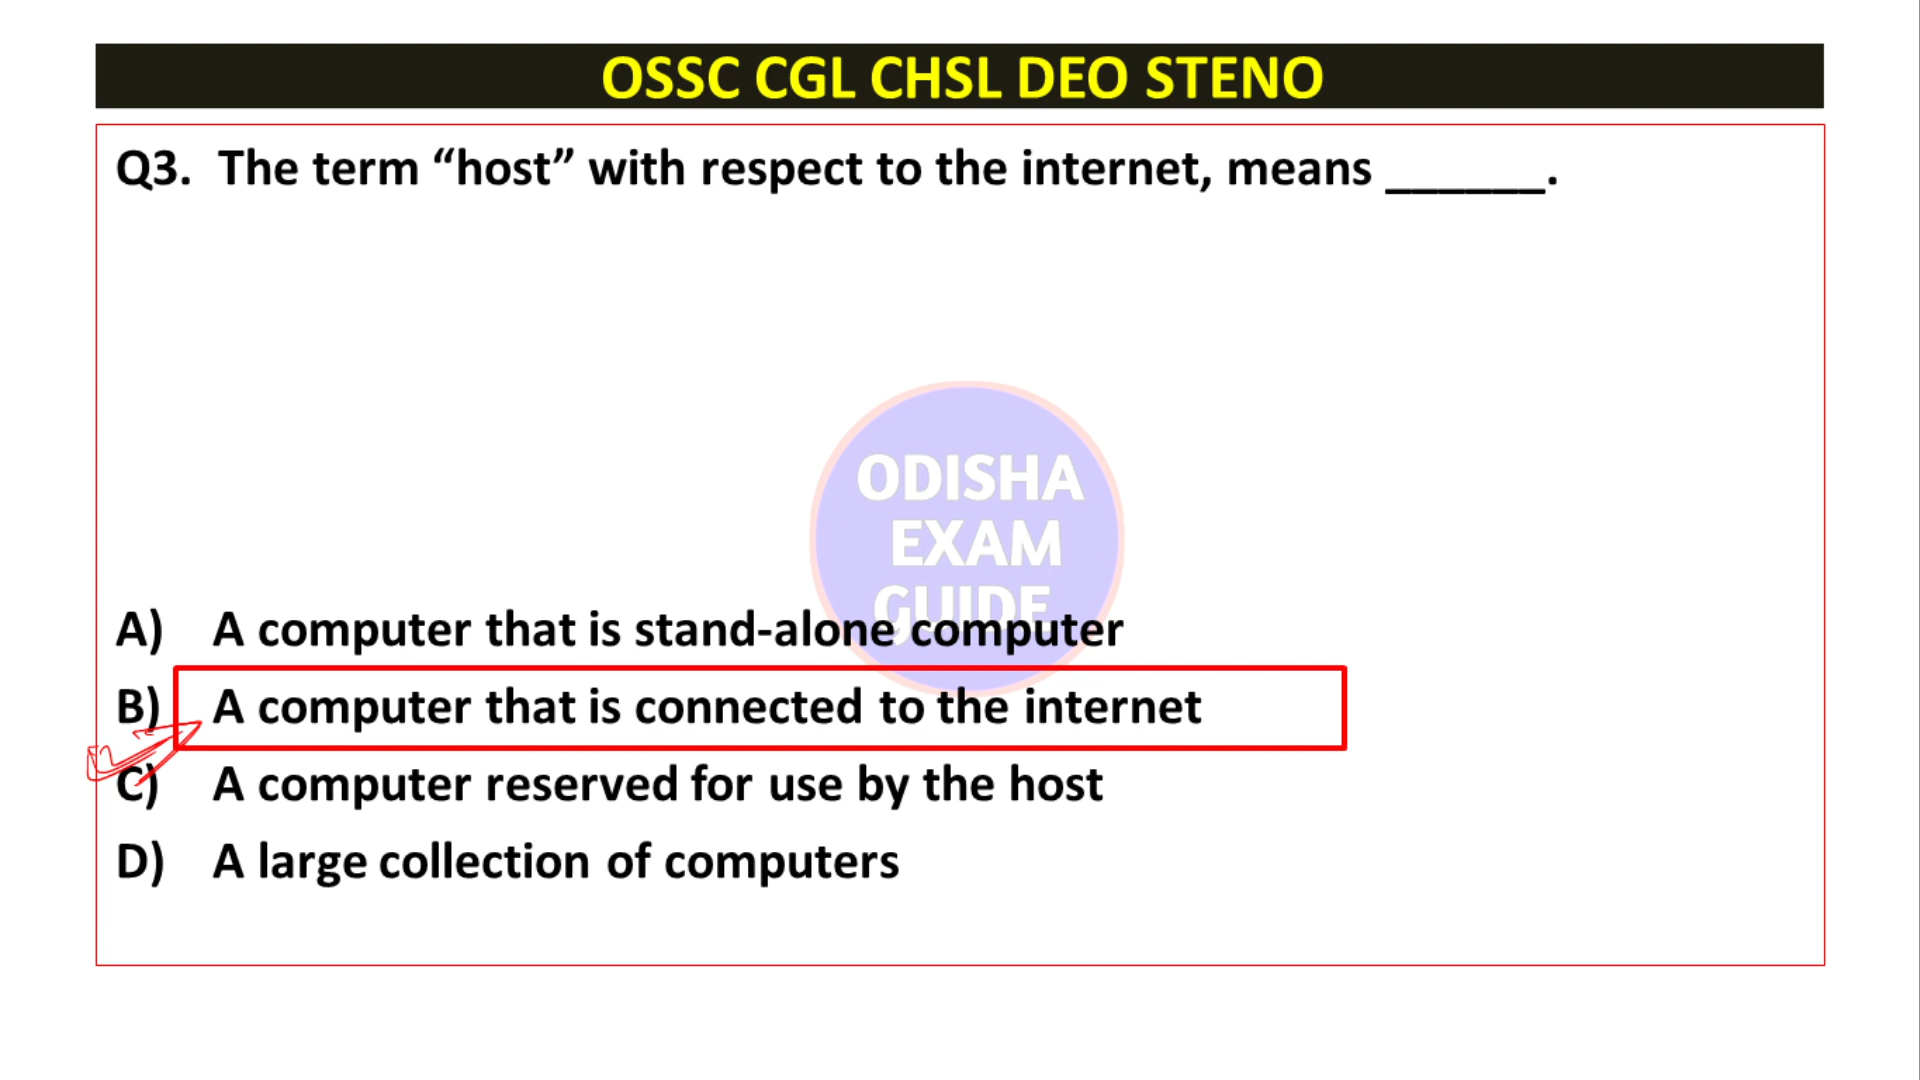 OSSC CGL CHSL DEO STENO
Q3. The term “host” with respect to the internet, means ______.
ODISHA
EXAM
GUIDE
A) A computer that is stand-alone computer
B) A computer that is connected to the internet
C) A computer reserved for use by the host
D) A large collection of computers